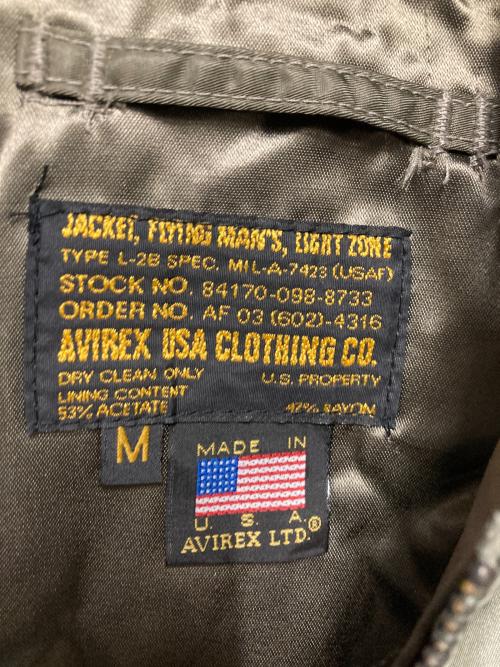 JACKET, FLYING MAN'S, LIGHT ZONE
TYPE L-2B SPEC. MIL-A-7423 (USAF)
STOCK NO. 84170-098-8733
ORDER NO. AF 03 (602)-4316
AVIREX USA CLOTHING CO.
DRY CLEAN ONLY U.S. PROPERTY
LINING CONTENT
53% ACETATE 47% RAYON
M
MADE IN
U. S. A.
AVIREX LTD.®